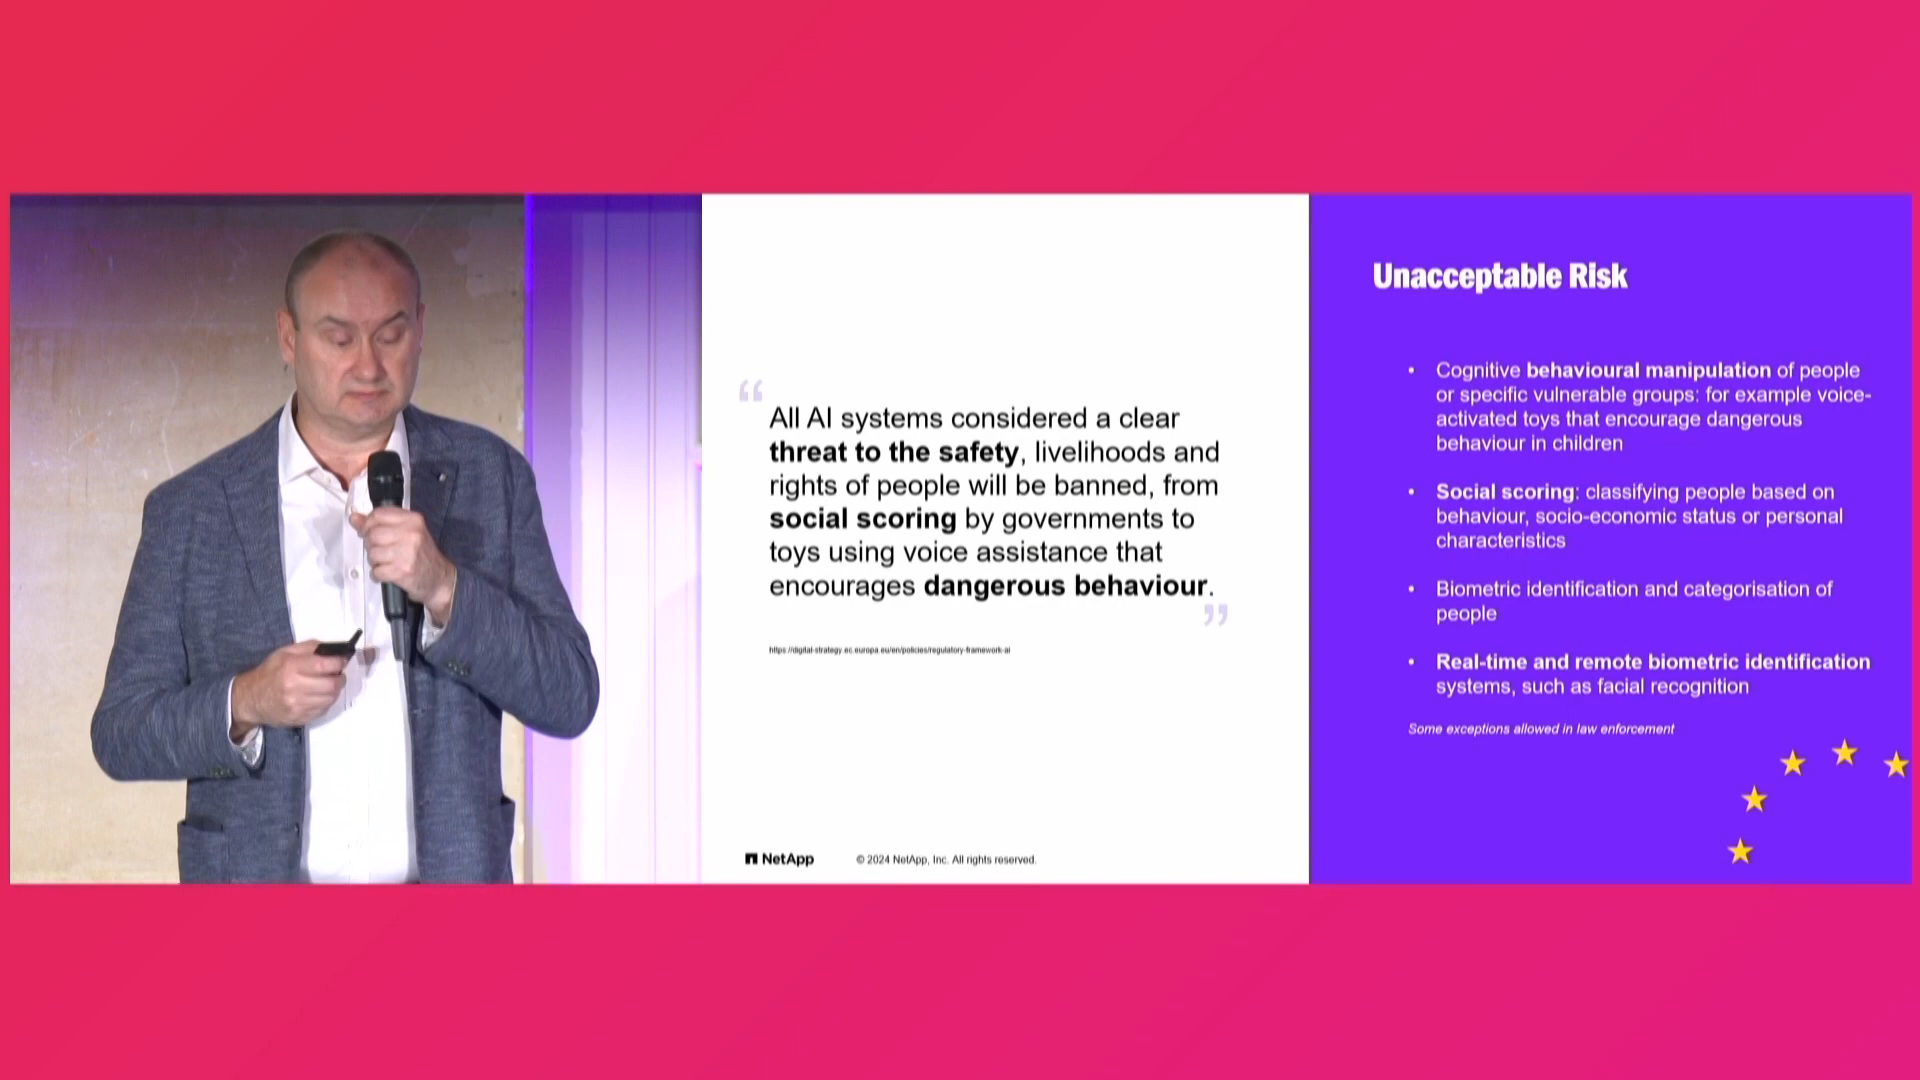 “
All AI systems considered a clear
threat to the safety, livelihoods and
rights of people will be banned, from
social scoring by governments to
toys using voice assistance that
encourages dangerous behaviour.
”
https://digital-strategy.ec.europa.eu/en/policies/regulatory-framework-ai
NetApp
© 2024 NetApp, Inc. All rights reserved.
Unacceptable Risk
• Cognitive behavioural manipulation of people
or specific vulnerable groups: for example voice-
activated toys that encourage dangerous
behaviour in children
• Social scoring: classifying people based on
behaviour, socio-economic status or personal
characteristics
• Biometric identification and categorisation of
people
• Real-time and remote biometric identification
systems, such as facial recognition
Some exceptions allowed in law enforcement